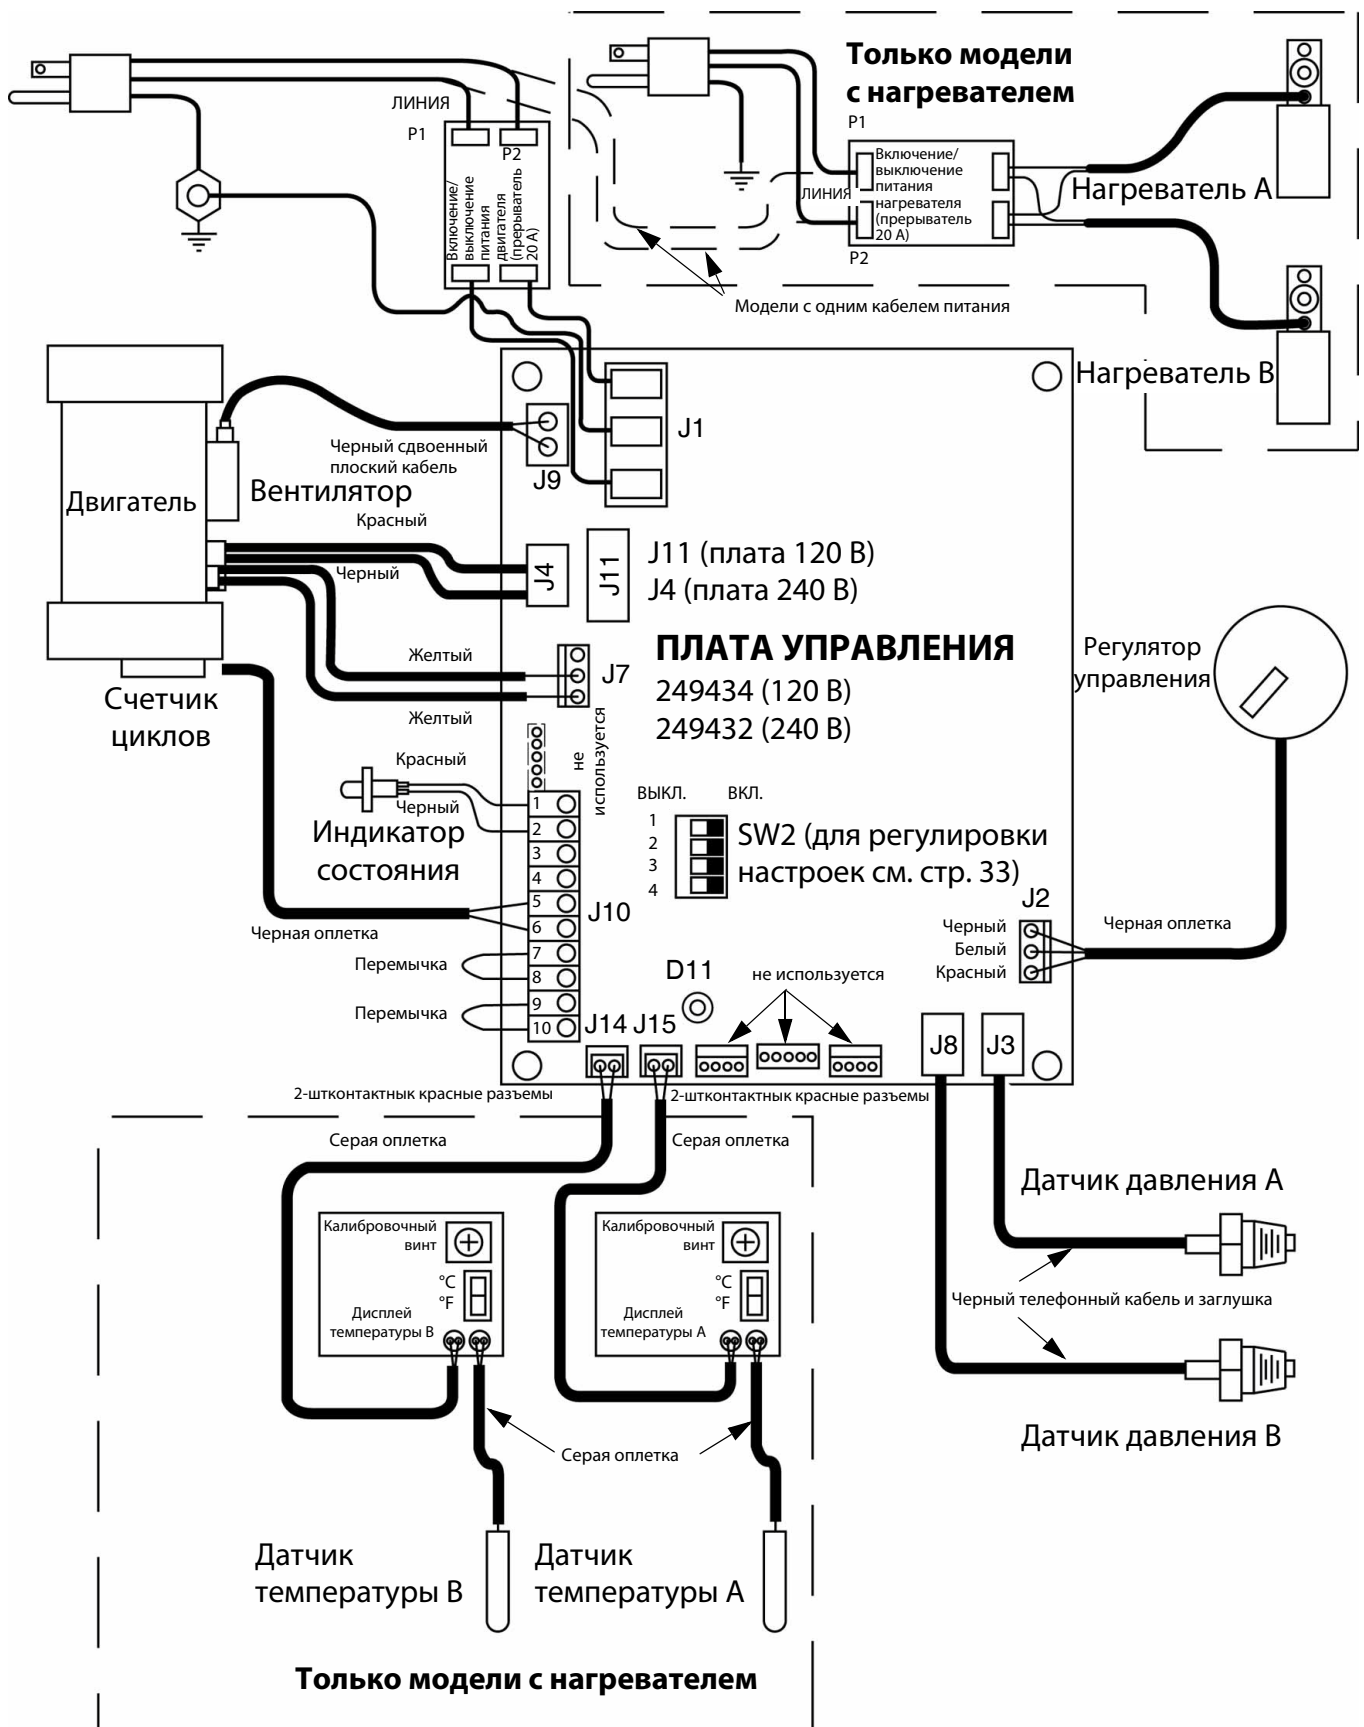 Только модели
с нагревателем
ЛИНИЯ
P1
P2
Включение/
выключение
питания
двигателя
(прерыватель
20 А)
P1
ЛИНИЯ
Включение/
выключение
питания
нагревателя
(прерыватель
20 А)
P2
Нагреватель A
Модели с одним кабелем питания
Нагреватель B
J1
Черный сдвоенный
плоский кабель
J9
Двигатель
Вентилятор
Красный
Черный
J4
J11
J11 (плата 120 В)
J4 (плата 240 В)
ПЛАТА УПРАВЛЕНИЯ
249434 (120 В)
249432 (240 В)
Желтый
J7
Желтый
Регулятор
управления
Счетчик
циклов
не
используется
Красный
Черный
Индикатор
состояния
1
2
3
4
5
6
7
8
9
10
J10
ВЫКЛ.
ВКЛ.
1
2
3
4
SW2 (для регулировки
настроек см. стр. 33)
J2
Черный
Белый
Красный
Черная оплетка
Черная оплетка
Перемычка
Перемычка
D11
не используется
J14
J15
J8
J3
2-штконтактнык красные разъемы
2-штконтактнык красные разъемы
Серая оплетка
Серая оплетка
Датчик давления A
Калибровочный
винт
°C
°F
Дисплей
температуры B
Калибровочный
винт
°C
°F
Дисплей
температуры A
Черный телефонный кабель и заглушка
Датчик давления B
Серая оплетка
Датчик
температуры B
Датчик
температуры A
Только модели с нагревателем